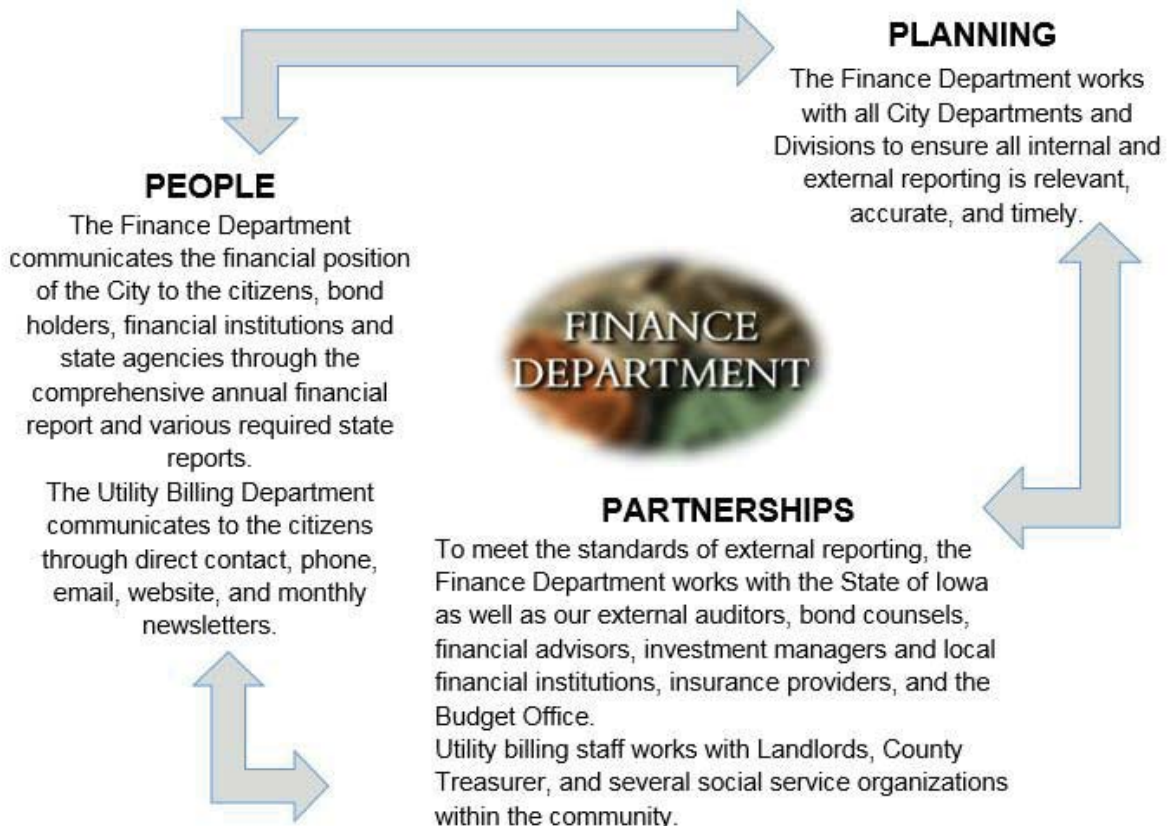 PLANNING
The Finance Department works
with all City Departments and
Divisions to ensure all internal and
external reporting is relevant,
accurate, and timely.
PEOPLE
The Finance Department
communicates the financial position
of the City to the citizens, bond
holders, financial institutions and
state agencies through the
comprehensive annual financial
report and various required state
reports.
The Utility Billing Department
communicates to the citizens
through direct contact, phone,
email, website, and monthly
newsletters.
FINANCE
DEPARTMENT
PARTNERSHIPS
To meet the standards of external reporting, the
Finance Department works with the State of Iowa
as well as our external auditors, bond counsels,
financial advisors, investment managers and local
financial institutions, insurance providers, and the
Budget Office.
Utility billing staff works with Landlords, County
Treasurer, and several social service organizations
within the community.